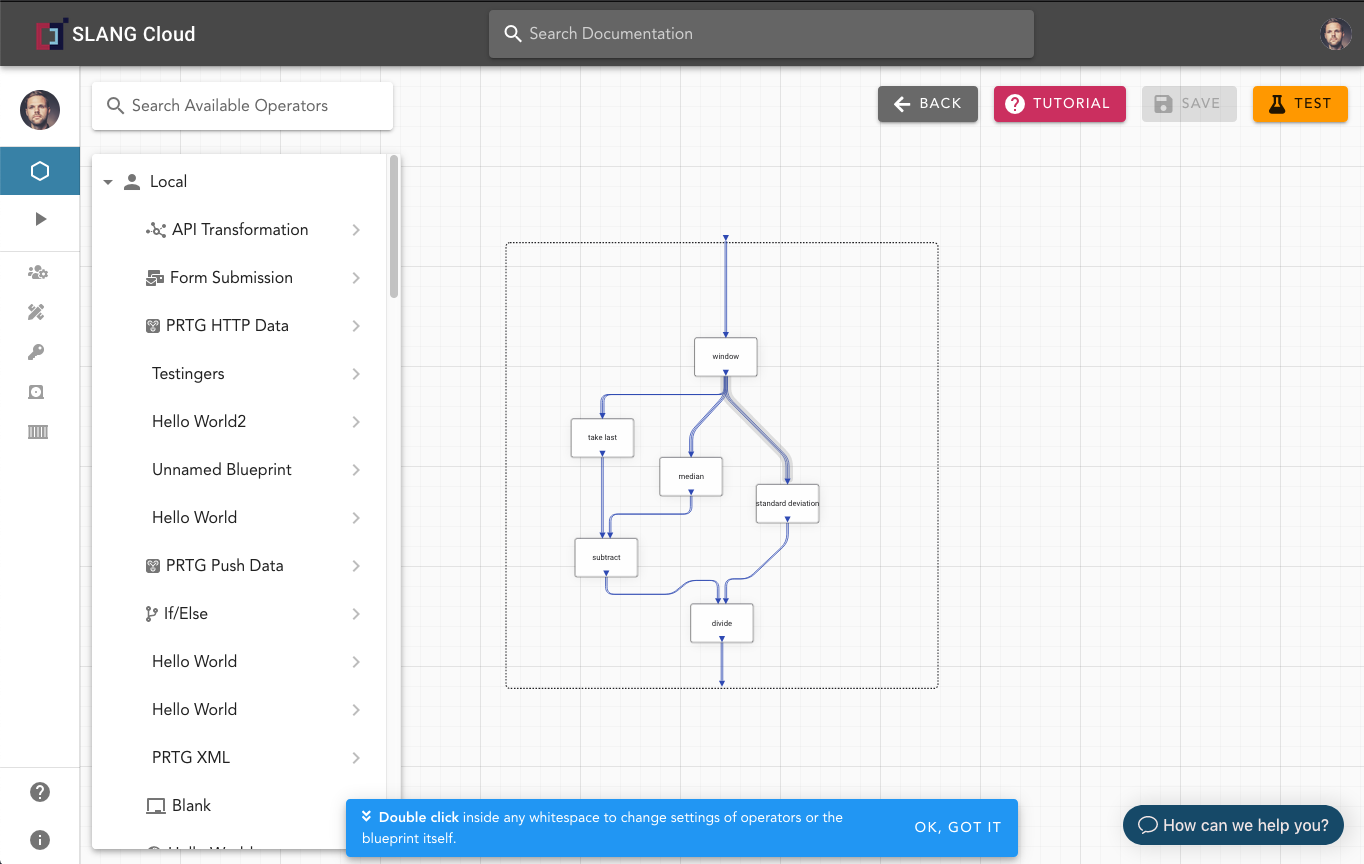 SLANG Cloud
Search Documentation
Search Available Operators
BACK
TUTORIAL
SAVE
TEST
Local
API Transformation
Form Submission
PRTG HTTP Data
Testingers
Hello World2
Unnamed Blueprint
Hello World
PRTG Push Data
If/Else
Hello World
Hello World
PRTG XML
Blank
Hello World
window
take last
median
standard deviation
subtract
divide
Double click inside any whitespace to change settings of operators or the
blueprint itself.
OK, GOT IT
How can we help you?